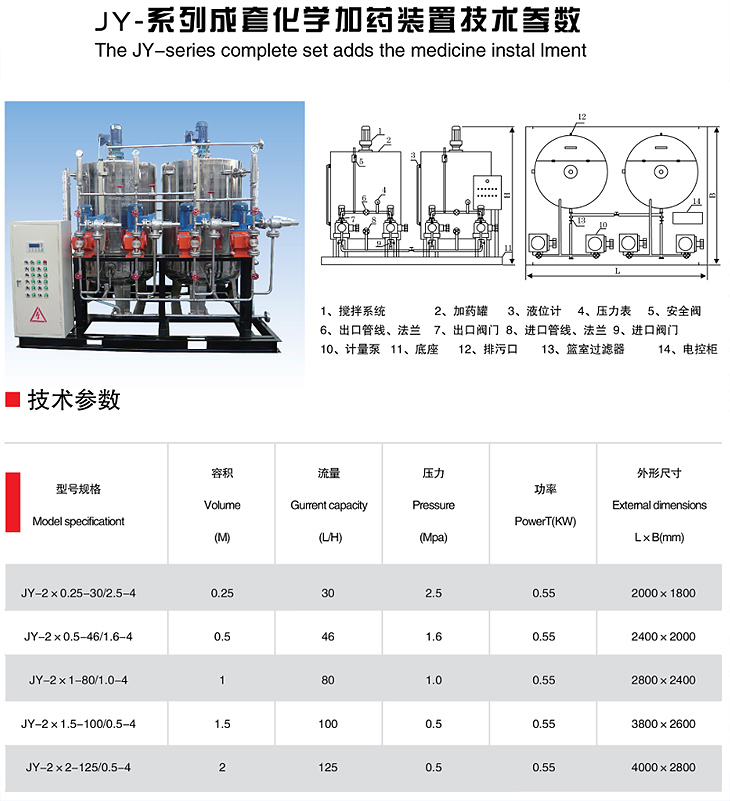 JY-系列成套化学加药装置技术参数
The JY-series complete set adds the medicine instal lment
1 2 3 4 5 6 7 8 9 10 11 12 13 14 H B L
1、搅拌系统 2、加药罐 3、液位计 4、压力表 5、安全阀
6、出口管线、法兰 7、出口阀门 8、进口管线、法兰 9、进口阀门
10、计量泵 11、底座 12、排污口 13、篮室过滤器 14、电控柜
技术参数
型号规格 容积 流量 压力 功率 外形尺寸
Model specificationt Volume Gurrent capacity Pressure PowerT(KW) External dimensions
(M) (L/H) (Mpa) L×B(mm)
JY-2×0.25-30/2.5-4 0.25 30 2.5 0.55 2000×1800
JY-2×0.5-46/1.6-4 0.5 46 1.6 0.55 2400×2000
JY-2×1-80/1.0-4 1 80 1.0 0.55 2800×2400
JY-2×1.5-100/0.5-4 1.5 100 0.5 0.55 3800×2600
JY-2×2-125/0.5-4 2 125 0.5 0.55 4000×2800